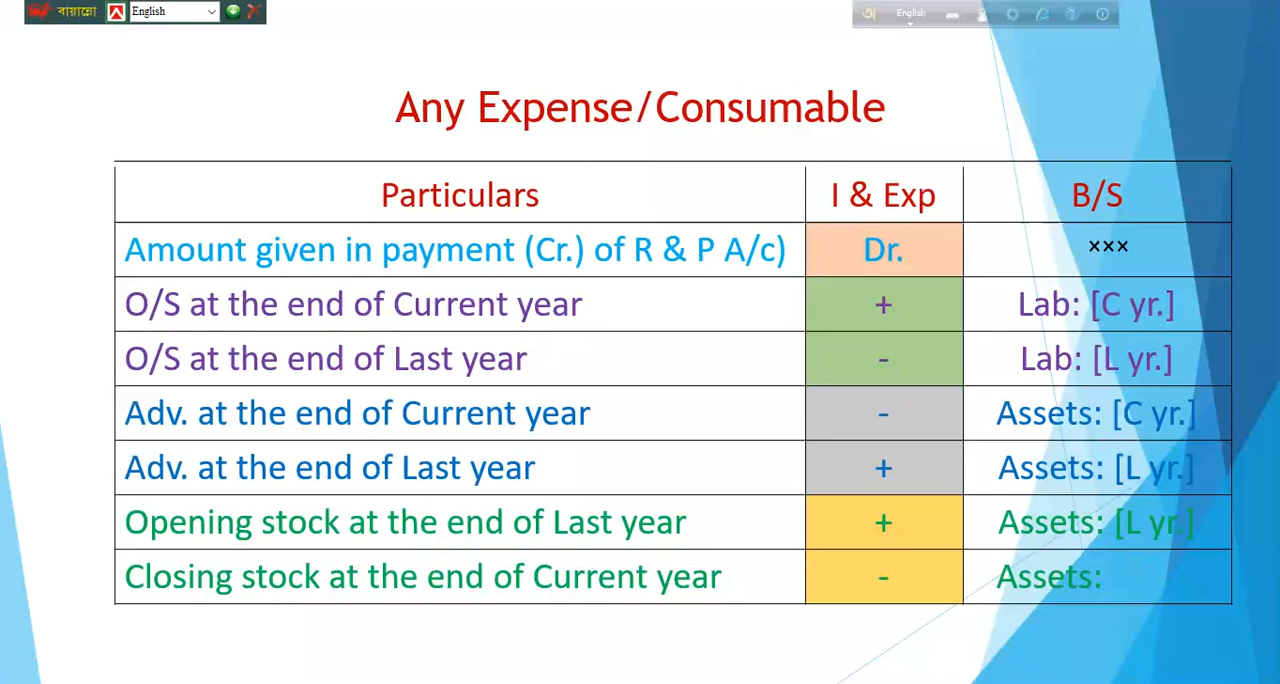 বায়ান্নো English
অ English
Any Expense/Consumable
Particulars I & Exp B/S
Amount given in payment (Cr.) of R & P A/c) Dr. ×××
O/S at the end of Current year + Lab: [C yr.]
O/S at the end of Last year - Lab: [L yr.]
Adv. at the end of Current year - Assets: [C yr.]
Adv. at the end of Last year + Assets: [L yr.]
Opening stock at the end of Last year + Assets: [L yr.]
Closing stock at the end of Current year - Assets: